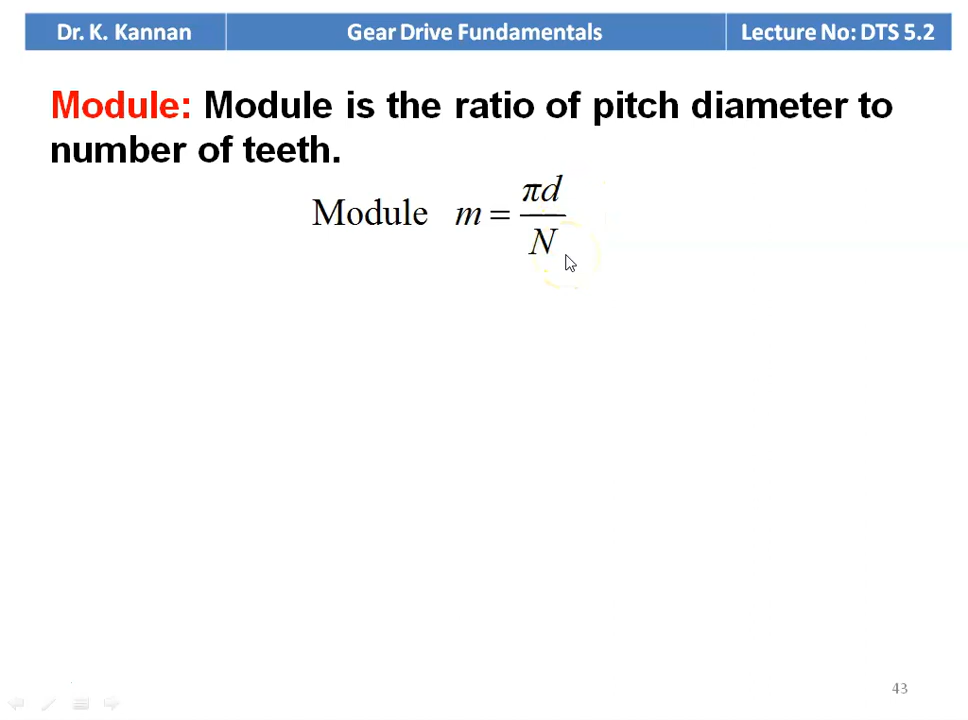 Dr. K. Kannan
Gear Drive Fundamentals
Lecture No: DTS 5.2
Module: Module is the ratio of pitch diameter to
number of teeth.
Module m = πd / N
43